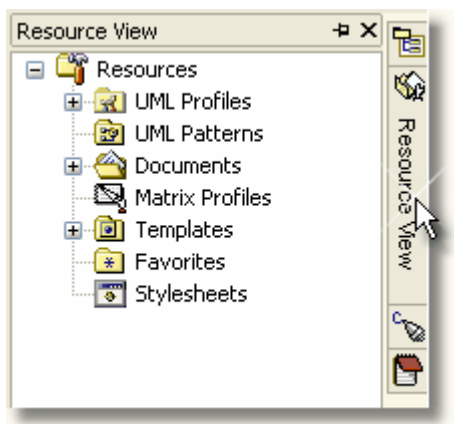 Resource View
Resources
UML Profiles
UML Patterns
Documents
Matrix Profiles
Templates
Favorites
Stylesheets
Resource View